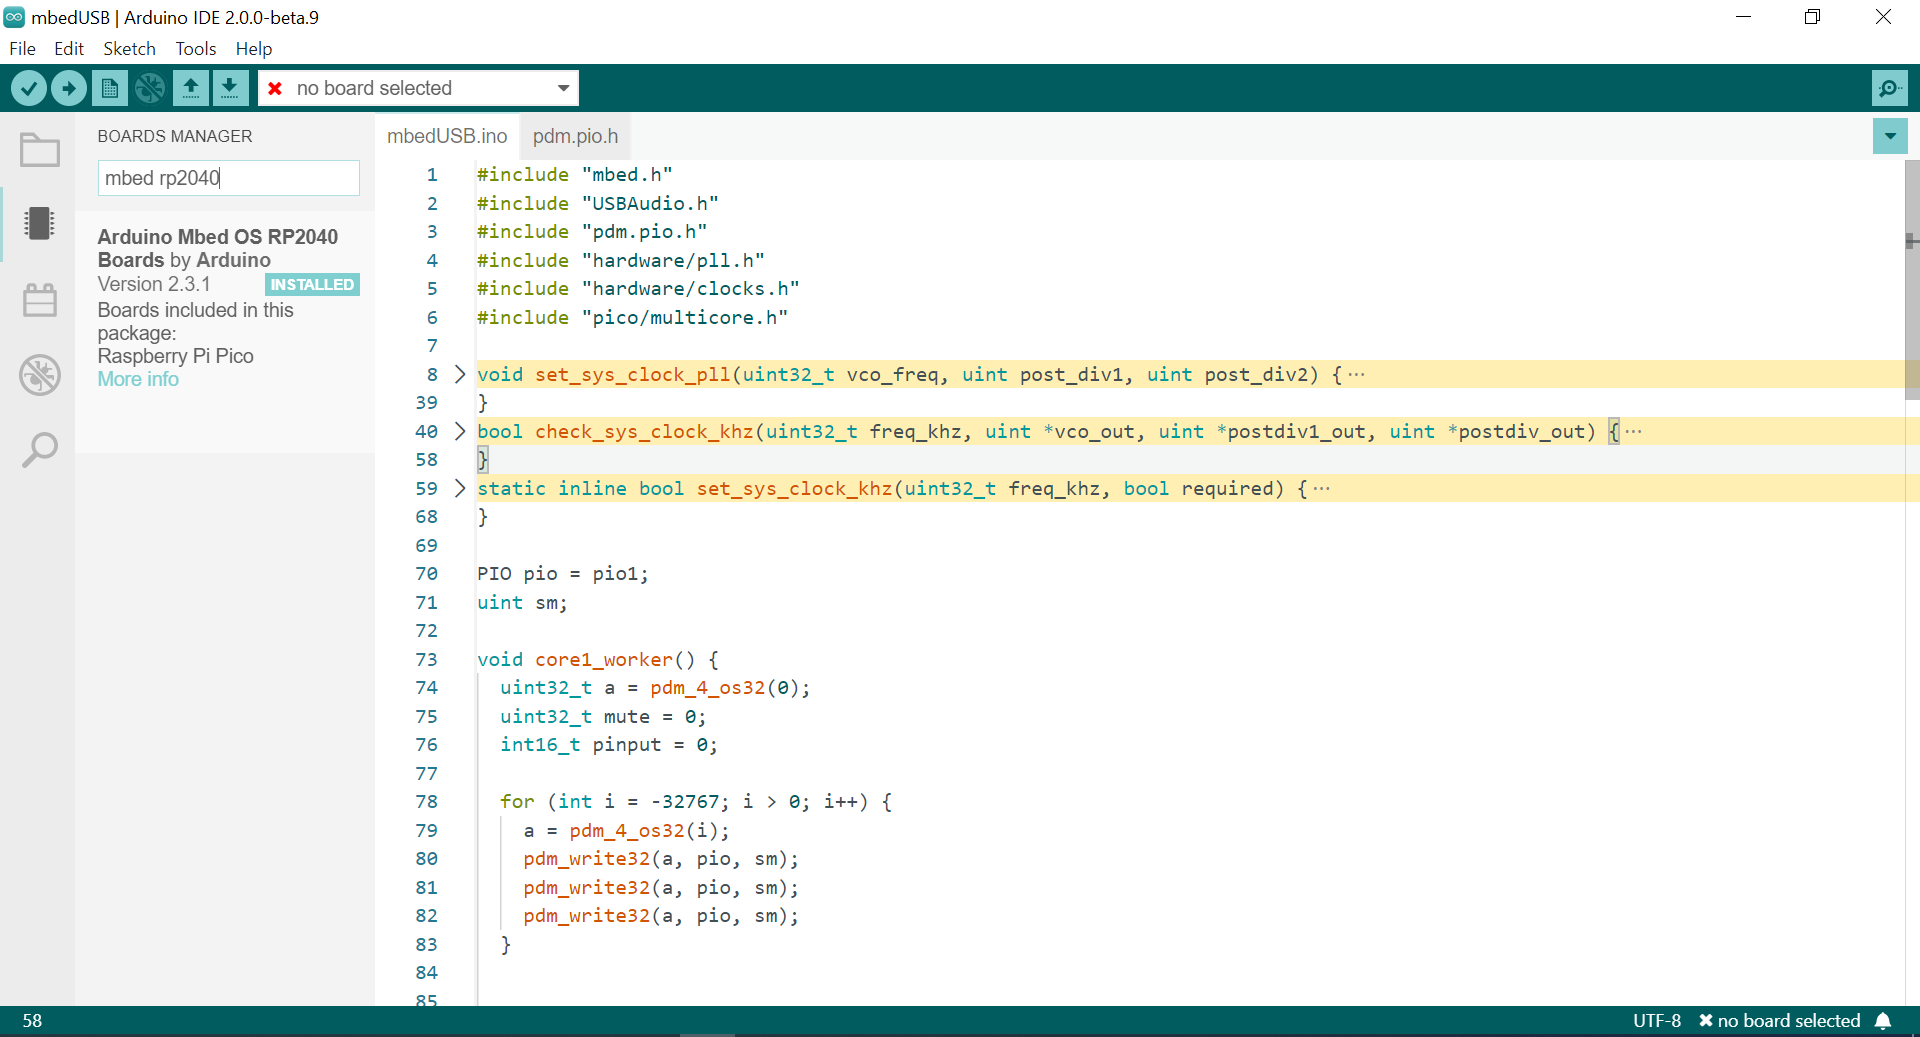 mbedUSB | Arduino IDE 2.0.0-beta.9
File Edit Sketch Tools Help
no board selected
BOARDS MANAGER
mbed rp2040
Arduino Mbed OS RP2040
Boards by Arduino
Version 2.3.1 INSTALLED
Boards included in this
package:
Raspberry Pi Pico
More info
mbedUSB.ino pdm.pio.h
1 #include "mbed.h"
2 #include "USBAudio.h"
3 #include "pdm.pio.h"
4 #include "hardware/pll.h"
5 #include "hardware/clocks.h"
6 #include "pico/multicore.h"
7
8 void set_sys_clock_pll(uint32_t vco_freq, uint post_div1, uint post_div2) {···
39 }
40 bool check_sys_clock_khz(uint32_t freq_khz, uint *vco_out, uint *postdiv1_out, uint *postdiv_out) {···
58 }
59 static inline bool set_sys_clock_khz(uint32_t freq_khz, bool required) {···
68 }
69
70 PIO pio = pio1;
71 uint sm;
72
73 void core1_worker() {
74 uint32_t a = pdm_4_os32(0);
75 uint32_t mute = 0;
76 int16_t pinput = 0;
77
78 for (int i = -32767; i > 0; i++) {
79 a = pdm_4_os32(i);
80 pdm_write32(a, pio, sm);
81 pdm_write32(a, pio, sm);
82 pdm_write32(a, pio, sm);
83 }
84
85
58 UTF-8 no board selected